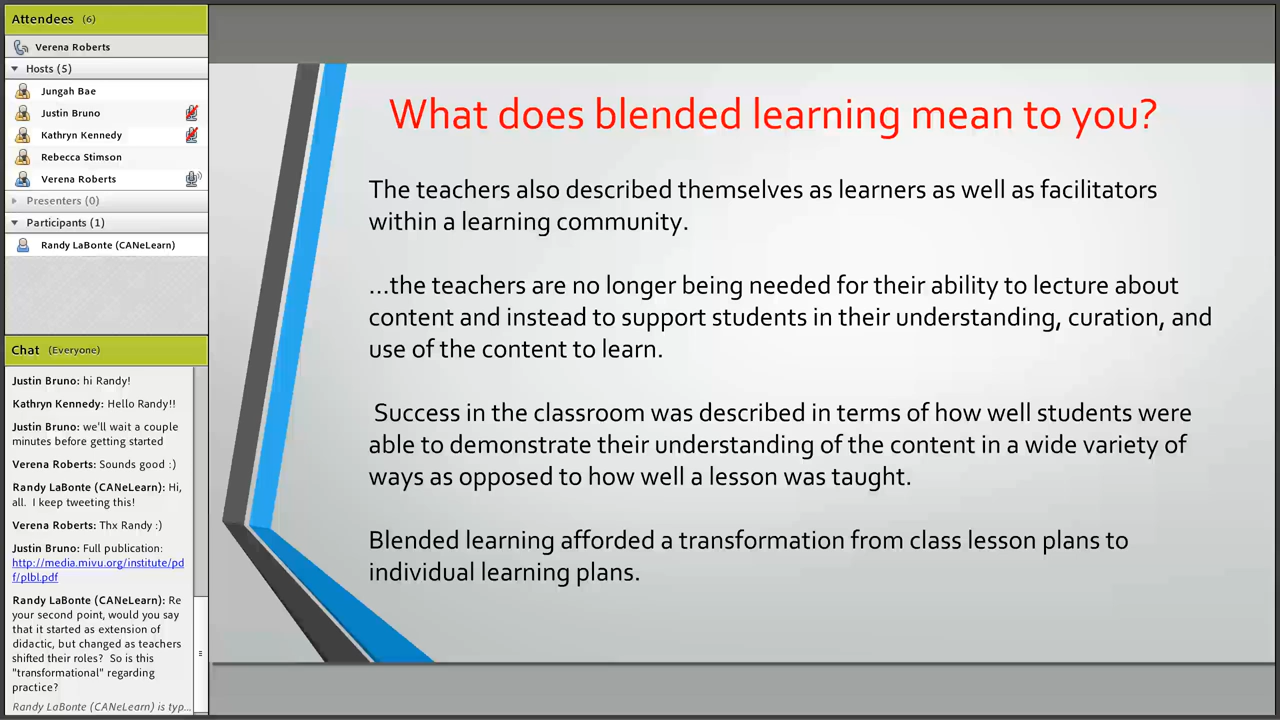 Attendees (6)
Verena Roberts
Hosts (5)
Jungah Bae
Justin Bruno
Kathryn Kennedy
Rebecca Stimson
Verena Roberts
Presenters (0)
Participants (1)
Randy LaBonte (CANeLearn)
Chat (Everyone)
Justin Bruno: hi Randy!
Kathryn Kennedy: Hello Randy!!
Justin Bruno: we'll wait a couple
minutes before getting started
Verena Roberts: Sounds good :)
Randy LaBonte (CANeLearn): Hi,
all. I keep tweeting this!
Verena Roberts: Thx Randy :)
Justin Bruno: Full publication:
http://media.mivu.org/institute/pd
f/plbl.pdf
Randy LaBonte (CANeLearn): Re
your second point, would you say
that it started as extension of
didactic, but changed as teachers
shifted their roles? So is this
"transformational" regarding
practice?
Randy LaBonte (CANeLearn) is typ...
What does blended learning mean to you?
The teachers also described themselves as learners as well as facilitators
within a learning community.
...the teachers are no longer being needed for their ability to lecture about
content and instead to support students in their understanding, curation, and
use of the content to learn.
Success in the classroom was described in terms of how well students were
able to demonstrate their understanding of the content in a wide variety of
ways as opposed to how well a lesson was taught.
Blended learning afforded a transformation from class lesson plans to
individual learning plans.